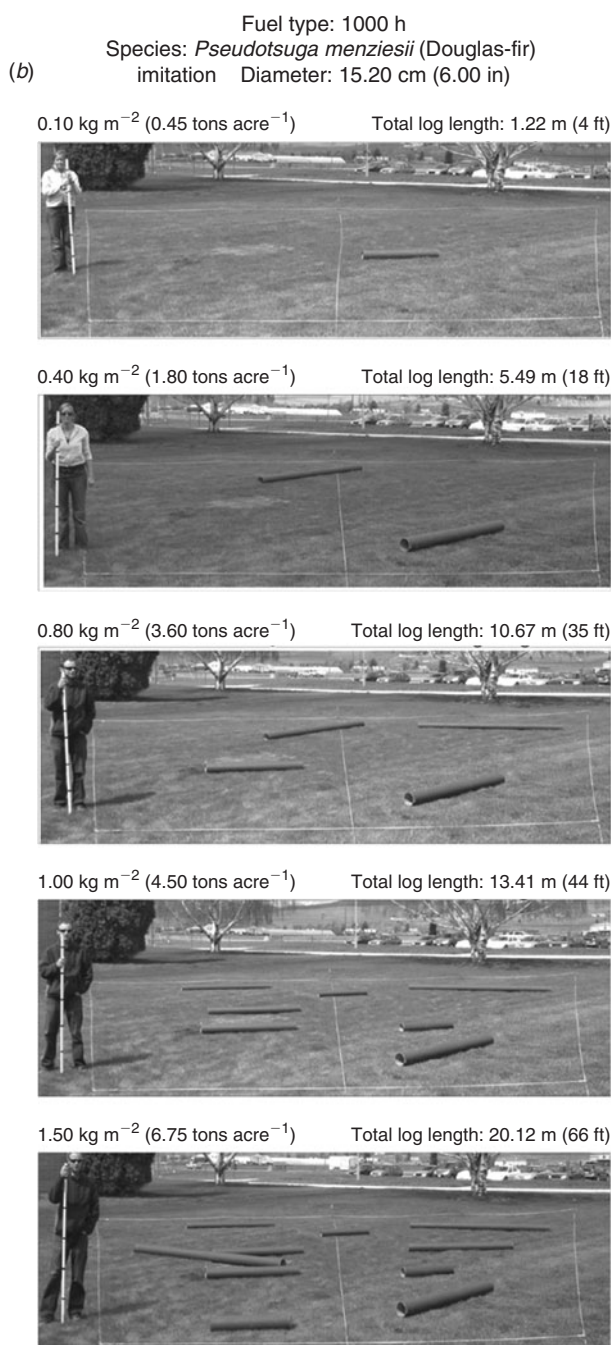 Fuel type: 1000 h
Species: Pseudotsuga menziesii (Douglas-fir)
(b) imitation Diameter: 15.20 cm (6.00 in)
0.10 kg m⁻² (0.45 tons acre⁻¹) Total log length: 1.22 m (4 ft)
0.40 kg m⁻² (1.80 tons acre⁻¹) Total log length: 5.49 m (18 ft)
0.80 kg m⁻² (3.60 tons acre⁻¹) Total log length: 10.67 m (35 ft)
1.00 kg m⁻² (4.50 tons acre⁻¹) Total log length: 13.41 m (44 ft)
1.50 kg m⁻² (6.75 tons acre⁻¹) Total log length: 20.12 m (66 ft)